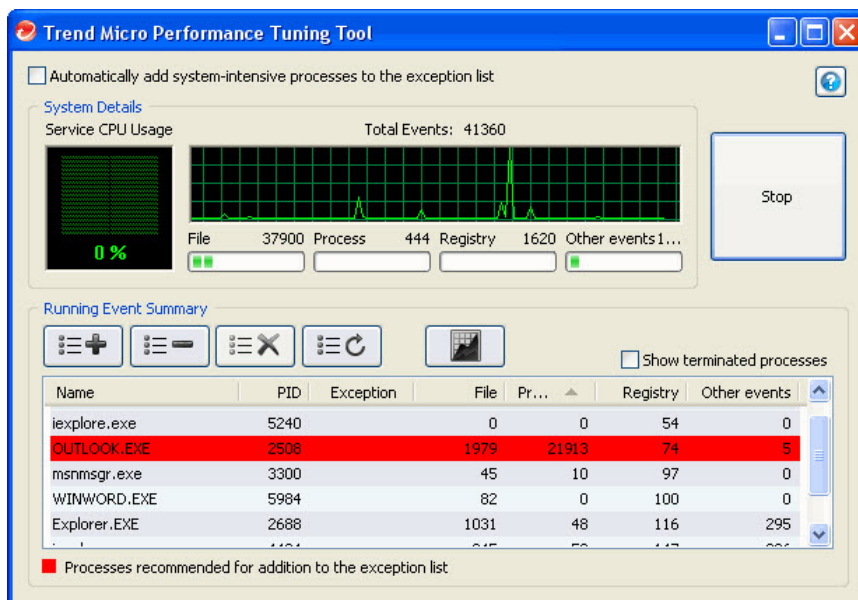 Trend Micro Performance Tuning Tool
Automatically add system-intensive processes to the exception list
System Details
Service CPU Usage
Total Events: 41360
0 %
File 37900 Process 444 Registry 1620 Other events1...
Stop
Running Event Summary
Show terminated processes
Name PID Exception File Pr... Registry Other events
iexplore.exe 5240 0 0 54 0
OUTLOOK.EXE 2508 1979 21913 74 5
msnmsgr.exe 3300 45 10 97 0
WINWORD.EXE 5984 82 0 100 0
Explorer.EXE 2688 1031 48 116 295
Processes recommended for addition to the exception list